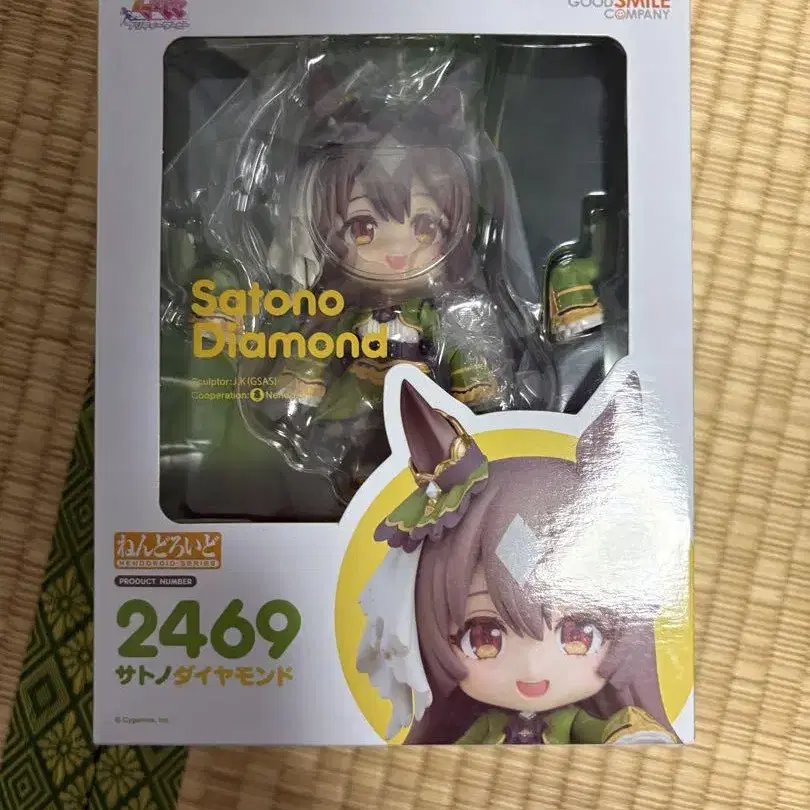 GOOD SMILE
COMPANY
Satono
Diamond
Sculptor: J.K (GSAS)
Cooperation:
ねんどろいど
NENDOROID-SERIES
PRODUCT NUMBER
2469
サトノダイヤモンド
© Cygames, Inc.